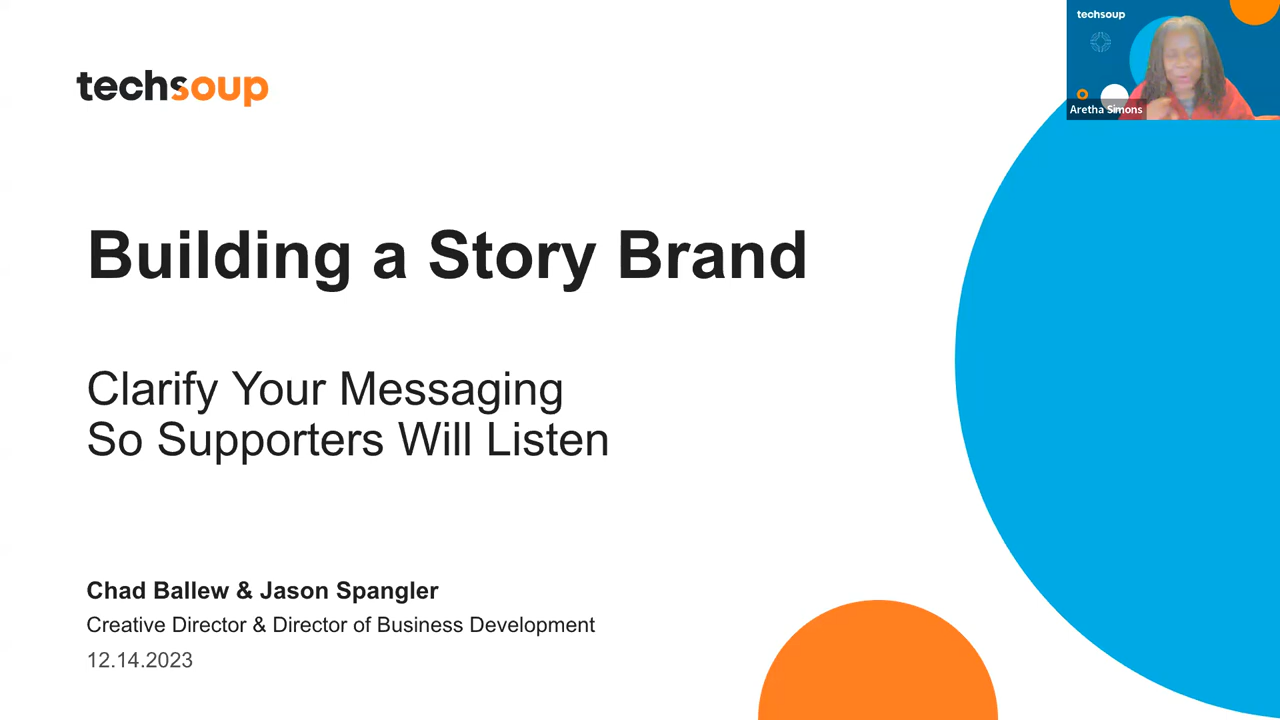 techsoup
techsoup
Aretha Simons
Building a Story Brand
Clarify Your Messaging
So Supporters Will Listen
Chad Ballew & Jason Spangler
Creative Director & Director of Business Development
12.14.2023